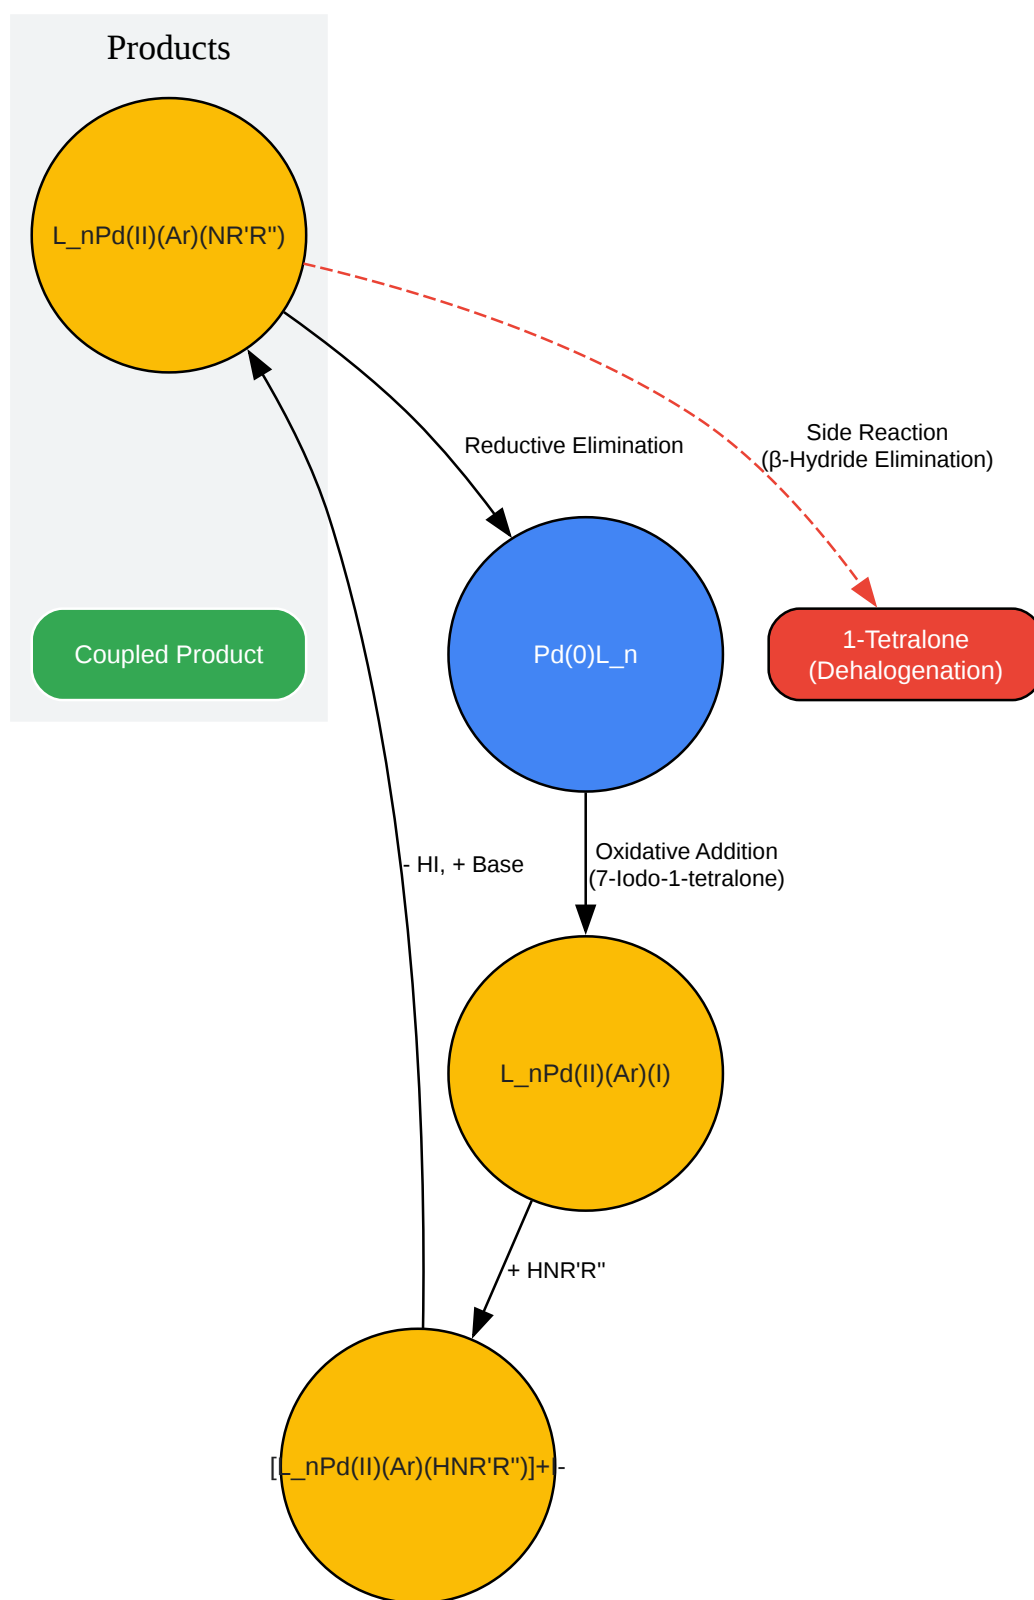 Products
L_nPd(II)(Ar)(NR'R")
Reductive Elimination
Side Reaction
(β-Hydride Elimination)
Coupled Product
Pd(0)L_n
1-Tetralone
(Dehalogenation)
- HI, + Base
Oxidative Addition
(7-Iodo-1-tetralone)
L_nPd(II)(Ar)(I)
+ HNR'R"
[L_nPd(II)(Ar)(HNR'R")]+I-